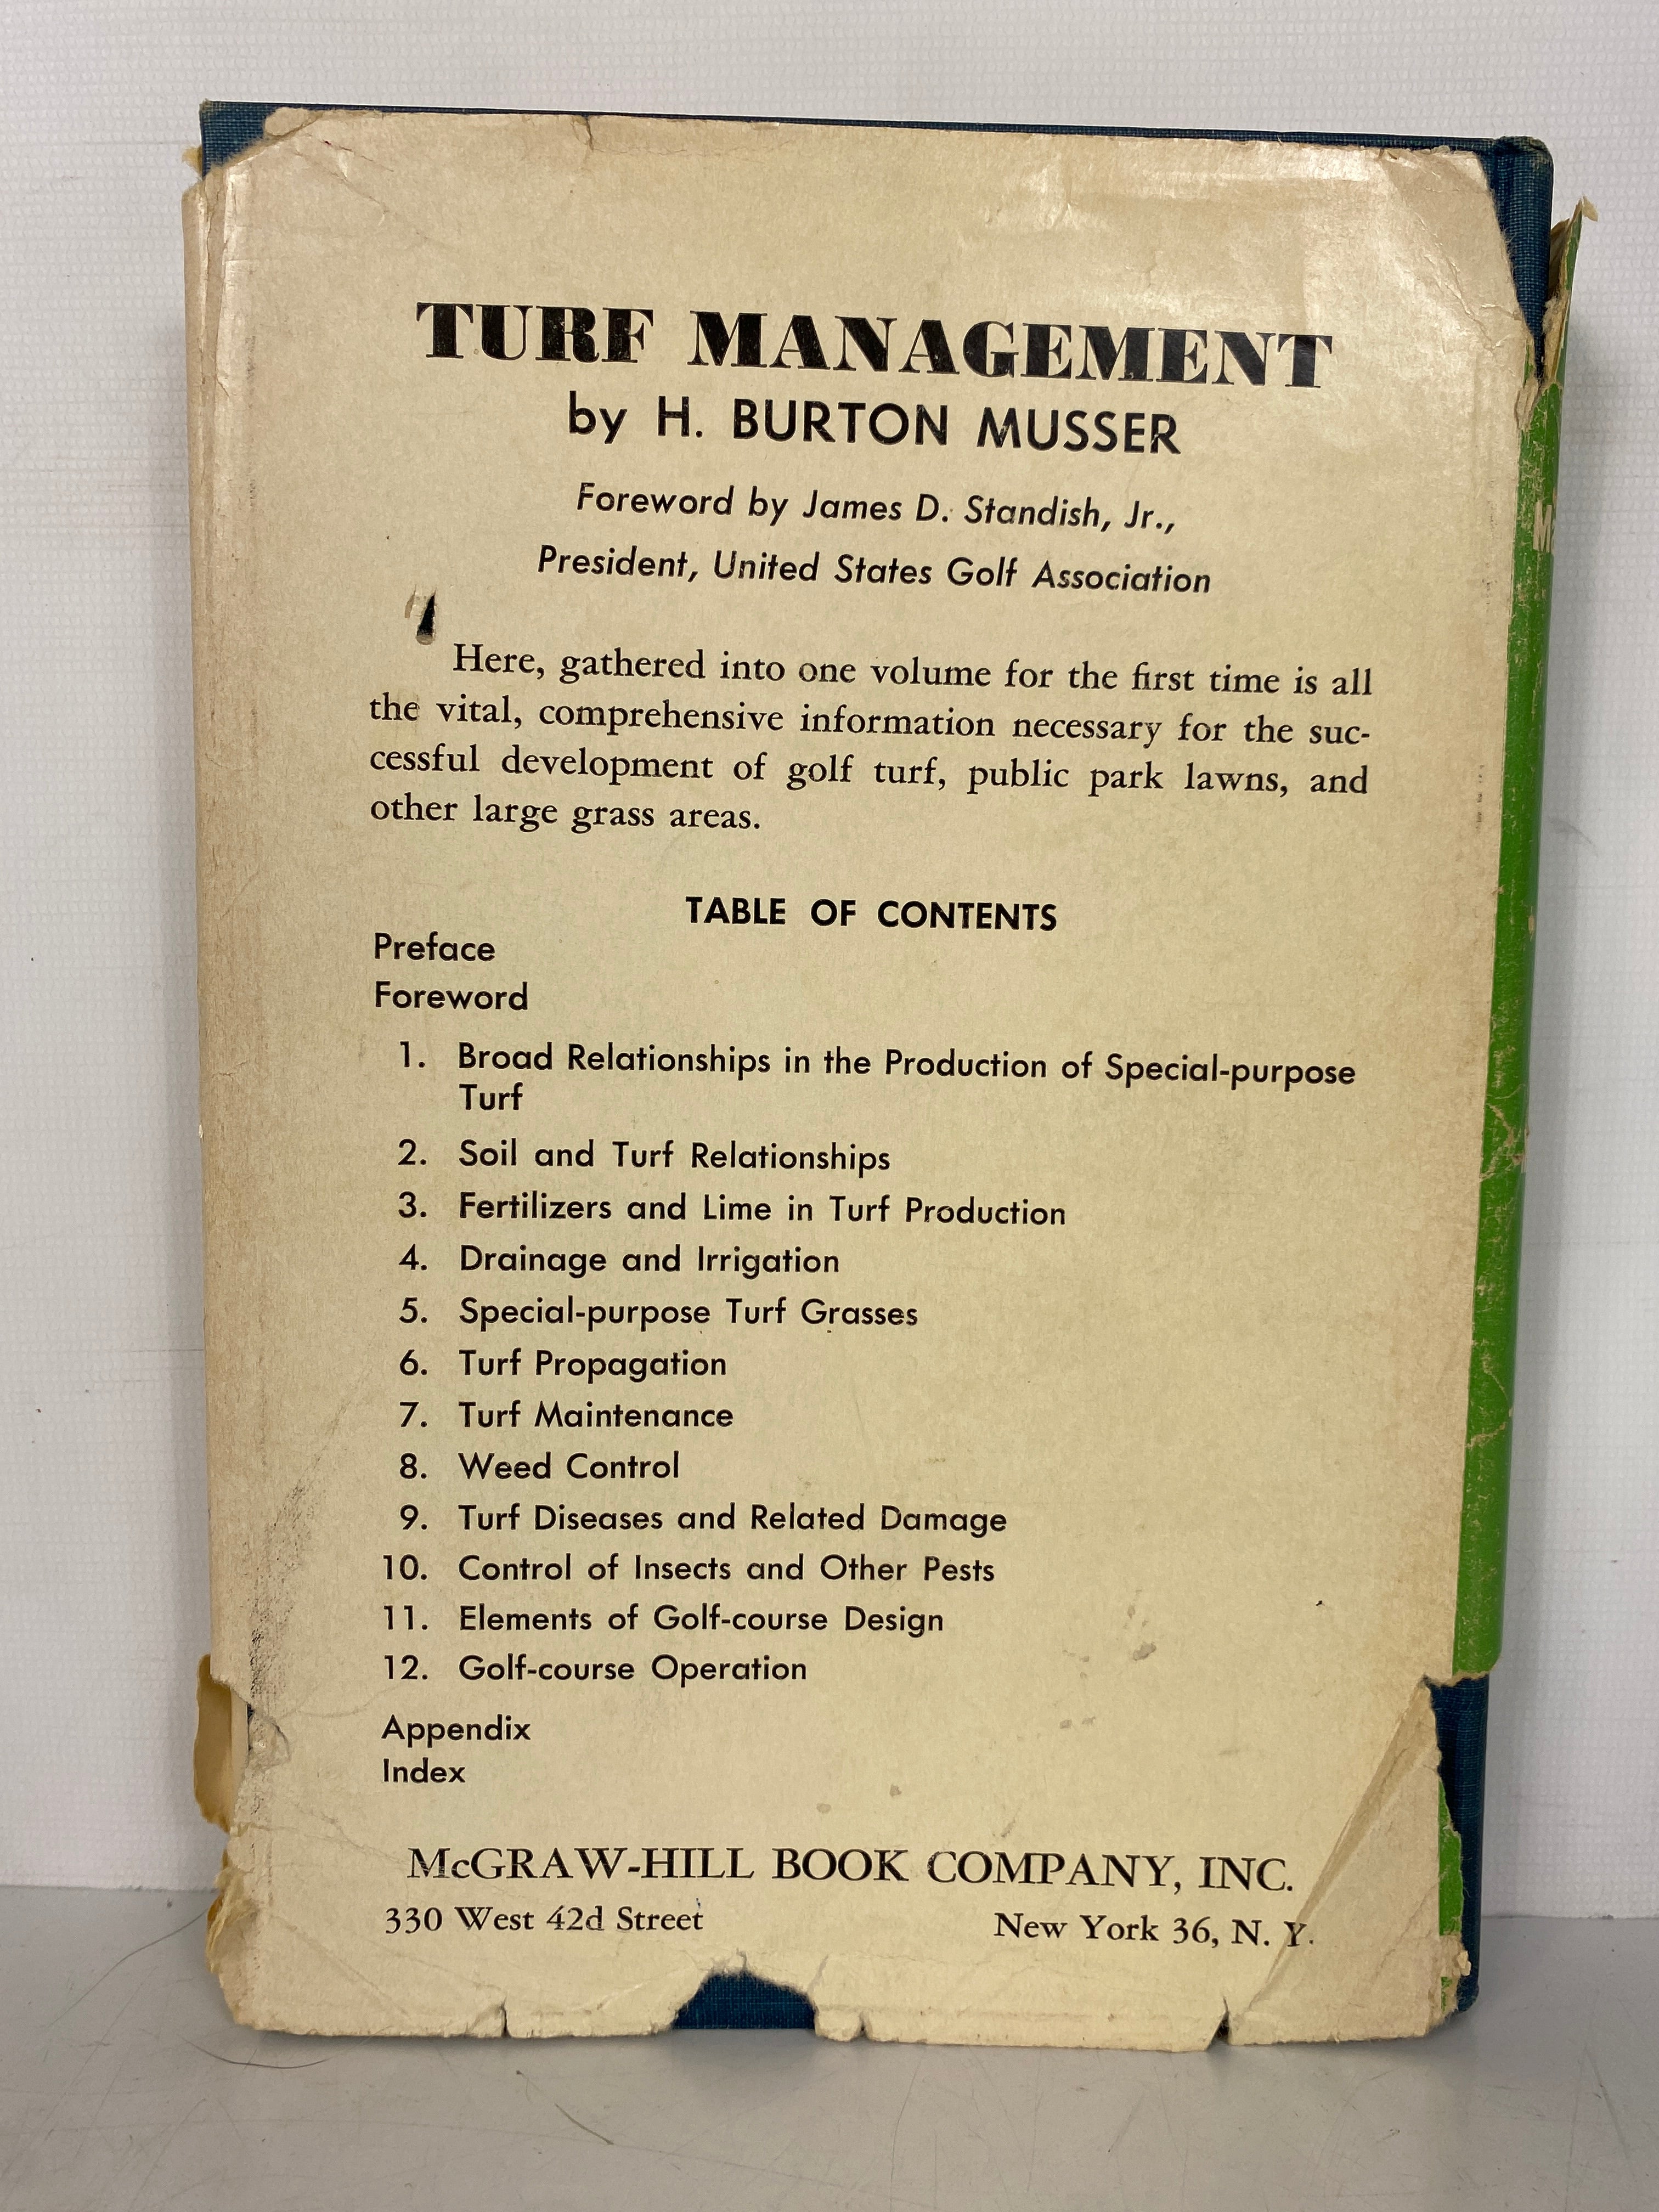 TURF MANAGEMENT
by H. BURTON MUSSER
Foreword by James D. Standish, Jr.,
President, United States Golf Association
Here, gathered into one volume for the first time is all
the vital, comprehensive information necessary for the suc-
cessful development of golf turf, public park lawns, and
other large grass areas.
TABLE OF CONTENTS
Preface
Foreword
1. Broad Relationships in the Production of Special-purpose
Turf
2. Soil and Turf Relationships
3. Fertilizers and Lime in Turf Production
4. Drainage and Irrigation
5. Special-purpose Turf Grasses
6. Turf Propagation
7. Turf Maintenance
8. Weed Control
9. Turf Diseases and Related Damage
10. Control of Insects and Other Pests
11. Elements of Golf-course Design
12. Golf-course Operation
Appendix
Index
McGRAW-HILL BOOK COMPANY, INC.
330 West 42d Street New York 36, N. Y.